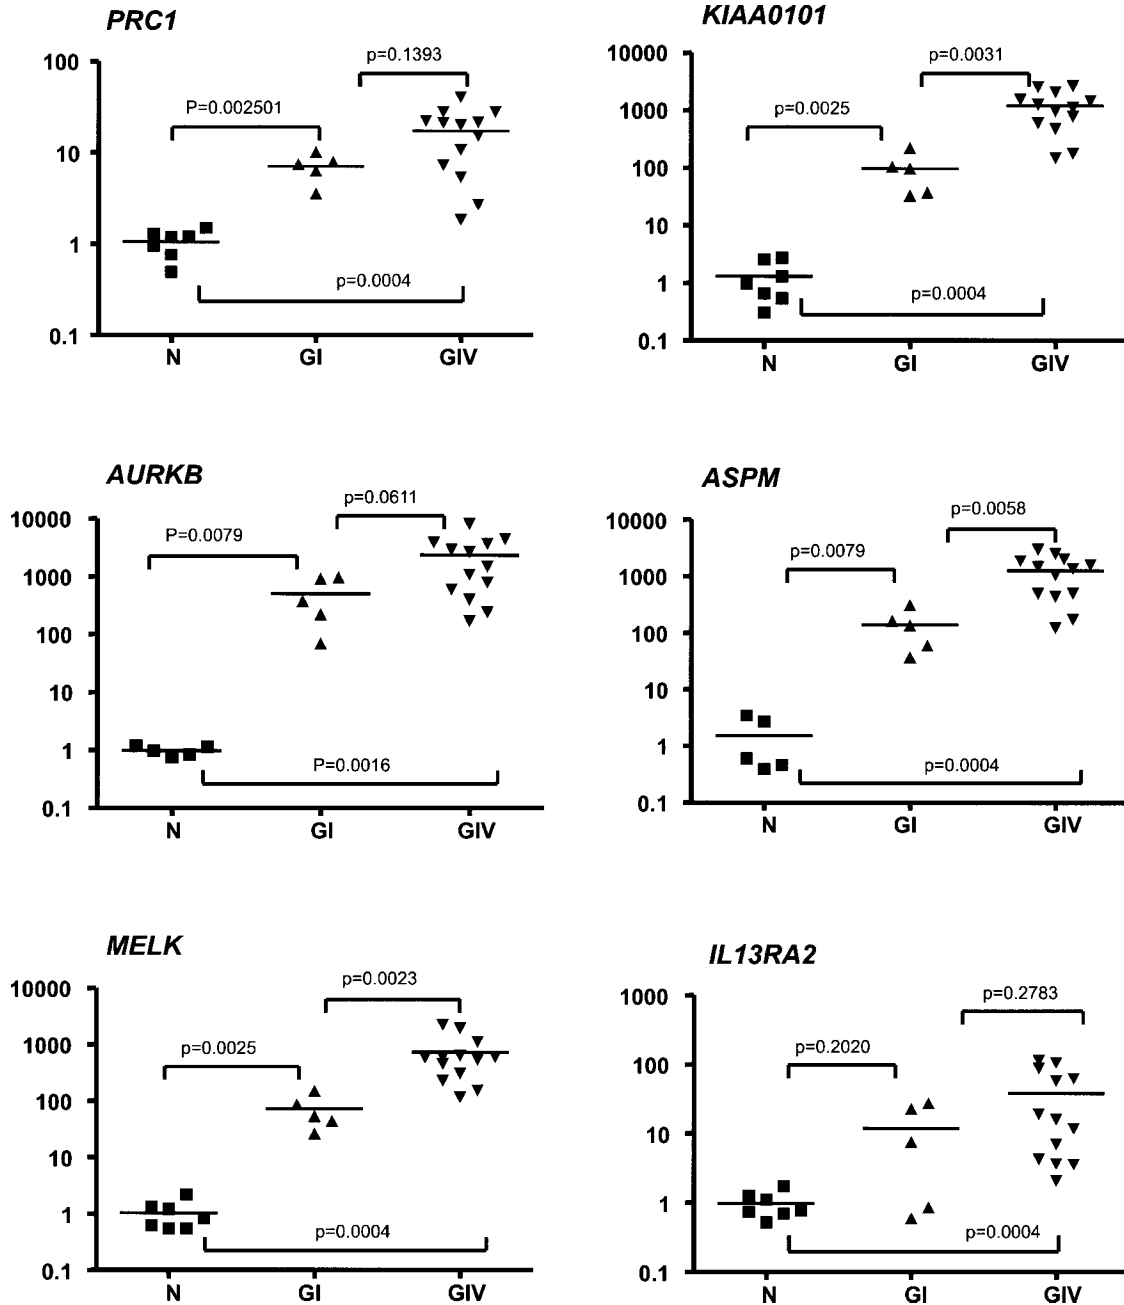 PRC1
p=0.1393
P=0.002501
100
10
1
0.1
p=0.0004
N GI GIV
KIAA0101
p=0.0031
p=0.0025
10000
1000
100
10
1
0.1
p=0.0004
N GI GIV
AURKB
p=0.0611
P=0.0079
10000
1000
100
10
1
0.1
P=0.0016
N GI GIV
ASPM
p=0.0058
p=0.0079
10000
1000
100
10
1
0.1
p=0.0004
N GI GIV
MELK
p=0.0023
p=0.0025
10000
1000
100
10
1
0.1
p=0.0004
N GI GIV
IL13RA2
p=0.2783
p=0.2020
1000
100
10
1
0.1
p=0.0004
N GI GIV